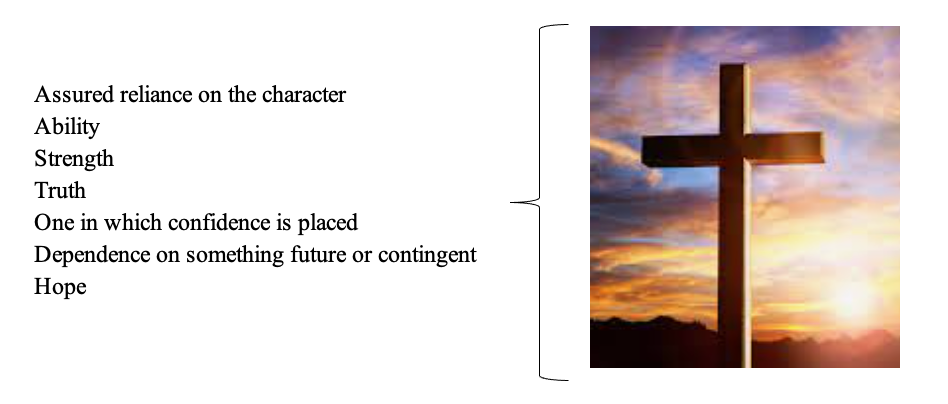 Assured reliance on the character
Ability
Strength
Truth
One in which confidence is placed
Dependence on something future or contingent
Hope